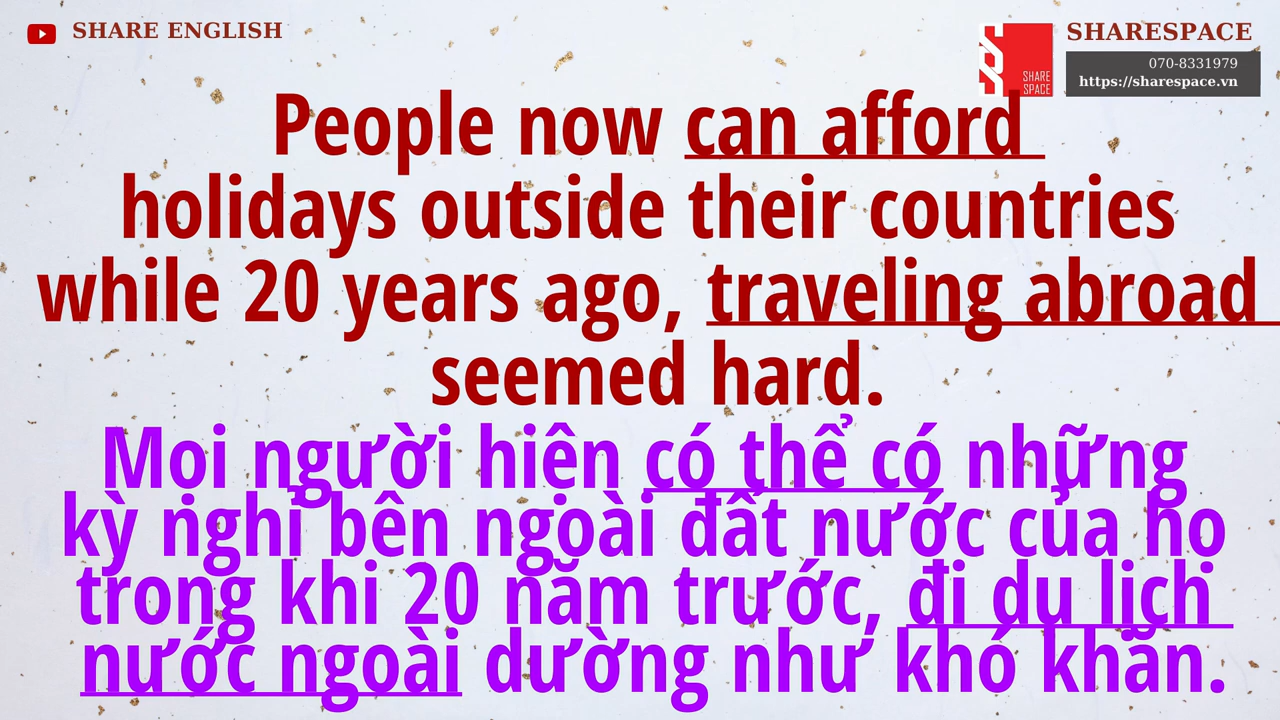 SHARE ENGLISH
SHARESPACE
070-8331979
https://sharespace.vn
SHARE
SPACE
People now can afford
holidays outside their countries
while 20 years ago, traveling abroad
seemed hard.
Mọi người hiện có thể có những
kỳ nghỉ bên ngoài đất nước của họ
trong khi 20 năm trước, đi du lịch
nước ngoài dường như khó khăn.